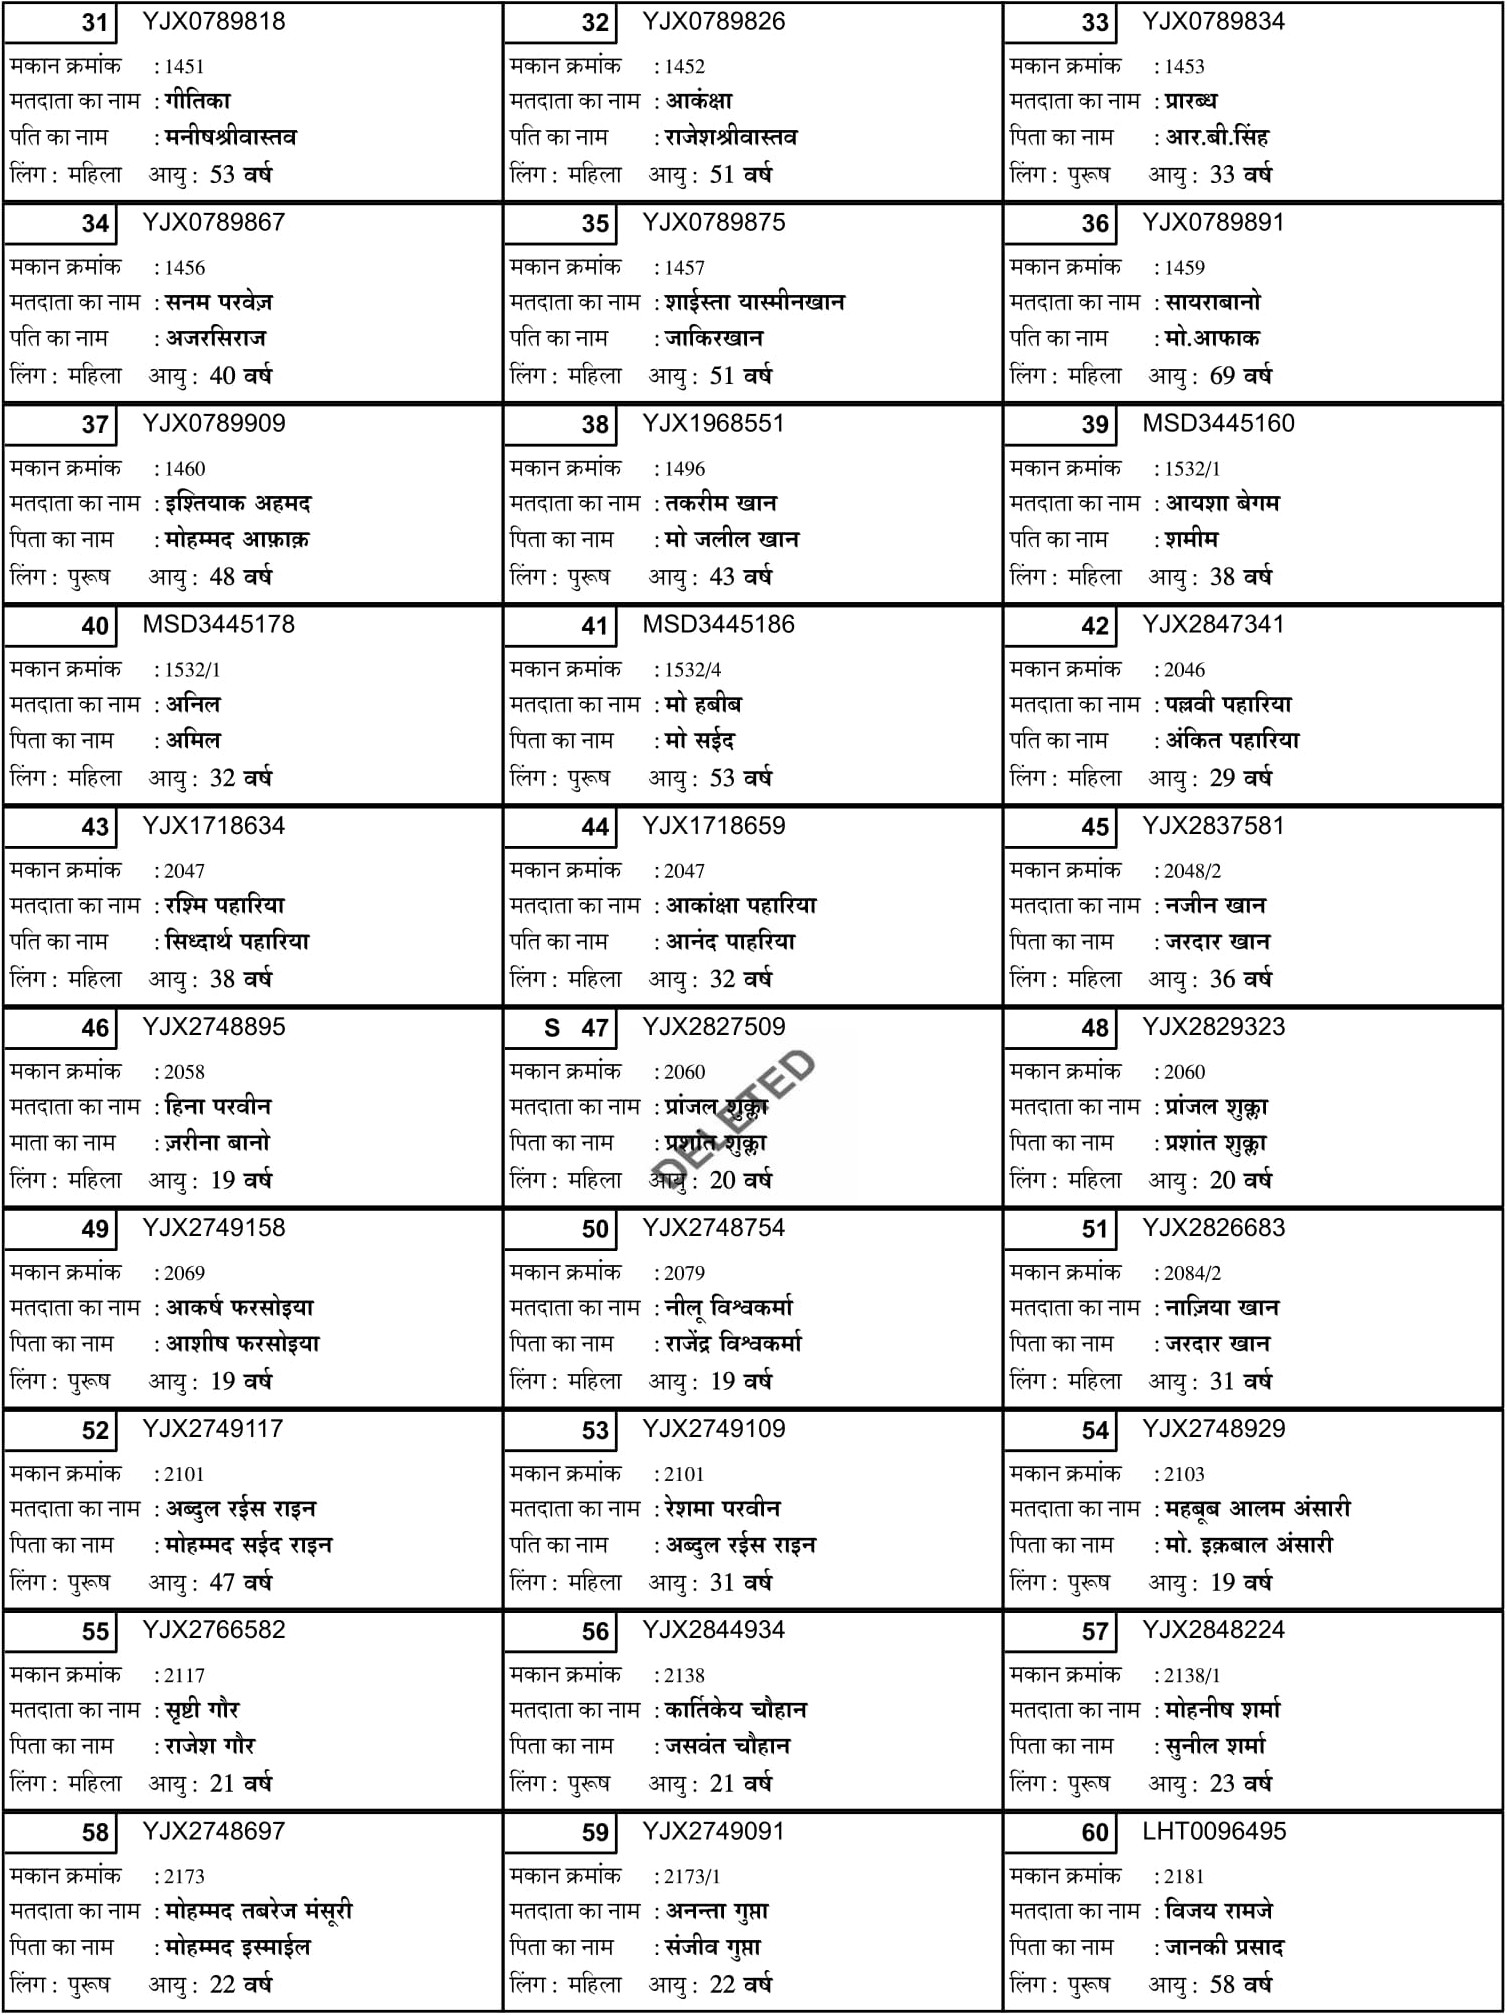 31 YJX0789818
मकान क्रमांक : 1451
मतदाता का नाम : गीतिका
पति का नाम : मनीषश्रीवास्तव
लिंग : महिला आयु : 53 वर्ष
32 YJX0789826
मकान क्रमांक : 1452
मतदाता का नाम : आकंक्षा
पति का नाम : राजेशश्रीवास्तव
लिंग : महिला आयु : 51 वर्ष
33 YJX0789834
मकान क्रमांक : 1453
मतदाता का नाम : प्रारब्ध
पिता का नाम : आर.बी.सिंह
लिंग : पुरूष आयु : 33 वर्ष
34 YJX0789867
मकान क्रमांक : 1456
मतदाता का नाम : सनम परवेज़
पति का नाम : अजरसिराज
लिंग : महिला आयु : 40 वर्ष
35 YJX0789875
मकान क्रमांक : 1457
मतदाता का नाम : शाईस्ता यास्मीनखान
पति का नाम : जाकिरखान
लिंग : महिला आयु : 51 वर्ष
36 YJX0789891
मकान क्रमांक : 1459
मतदाता का नाम : सायराबानो
पति का नाम : मो.आफाक
लिंग : महिला आयु : 69 वर्ष
37 YJX0789909
मकान क्रमांक : 1460
मतदाता का नाम : इश्तियाक अहमद
पिता का नाम : मोहम्मद आफ़ाक़
लिंग : पुरूष आयु : 48 वर्ष
38 YJX1968551
मकान क्रमांक : 1496
मतदाता का नाम : तकरीम खान
पिता का नाम : मो जलील खान
लिंग : पुरूष आयु : 43 वर्ष
39 MSD3445160
मकान क्रमांक : 1532/1
मतदाता का नाम : आयशा बेगम
पति का नाम : शमीम
लिंग : महिला आयु : 38 वर्ष
40 MSD3445178
मकान क्रमांक : 1532/1
मतदाता का नाम : अनिल
पिता का नाम : अमिल
लिंग : महिला आयु : 32 वर्ष
41 MSD3445186
मकान क्रमांक : 1532/4
मतदाता का नाम : मो हबीब
पिता का नाम : मो सईद
लिंग : पुरूष आयु : 53 वर्ष
42 YJX2847341
मकान क्रमांक : 2046
मतदाता का नाम : पल्लवी पहारिया
पति का नाम : अंकित पहारिया
लिंग : महिला आयु : 29 वर्ष
43 YJX1718634
मकान क्रमांक : 2047
मतदाता का नाम : रश्मि पहारिया
पति का नाम : सिध्दार्थ पहारिया
लिंग : महिला आयु : 38 वर्ष
44 YJX1718659
मकान क्रमांक : 2047
मतदाता का नाम : आकांक्षा पहारिया
पति का नाम : आनंद पाहरिया
लिंग : महिला आयु : 32 वर्ष
45 YJX2837581
मकान क्रमांक : 2048/2
मतदाता का नाम : नजीन खान
पिता का नाम : जरदार खान
लिंग : महिला आयु : 36 वर्ष
46 YJX2748895
मकान क्रमांक : 2058
मतदाता का नाम : हिना परवीन
माता का नाम : ज़रीना बानो
लिंग : महिला आयु : 19 वर्ष
S 47 YJX2827509
मकान क्रमांक : 2060
मतदाता का नाम : प्रांजल शुक्ला
पिता का नाम : प्रशांत शुक्ला
लिंग : महिला आयु : 20 वर्ष
DELETED
48 YJX2829323
मकान क्रमांक : 2060
मतदाता का नाम : प्रांजल शुक्ला
पिता का नाम : प्रशांत शुक्ला
लिंग : महिला आयु : 20 वर्ष
49 YJX2749158
मकान क्रमांक : 2069
मतदाता का नाम : आकर्ष फरसोइया
पिता का नाम : आशीष फरसोइया
लिंग : पुरूष आयु : 19 वर्ष
50 YJX2748754
मकान क्रमांक : 2079
मतदाता का नाम : नीलू विश्वकर्मा
पिता का नाम : राजेंद्र विश्वकर्मा
लिंग : महिला आयु : 19 वर्ष
51 YJX2826683
मकान क्रमांक : 2084/2
मतदाता का नाम : नाज़िया खान
पिता का नाम : जरदार खान
लिंग : महिला आयु : 31 वर्ष
52 YJX2749117
मकान क्रमांक : 2101
मतदाता का नाम : अब्दुल रईस राइन
पिता का नाम : मोहम्मद सईद राइन
लिंग : पुरूष आयु : 47 वर्ष
53 YJX2749109
मकान क्रमांक : 2101
मतदाता का नाम : रेशमा परवीन
पति का नाम : अब्दुल रईस राइन
लिंग : महिला आयु : 31 वर्ष
54 YJX2748929
मकान क्रमांक : 2103
मतदाता का नाम : महबूब आलम अंसारी
पिता का नाम : मो. इक़बाल अंसारी
लिंग : पुरूष आयु : 19 वर्ष
55 YJX2766582
मकान क्रमांक : 2117
मतदाता का नाम : सृष्टी गौर
पिता का नाम : राजेश गौर
लिंग : महिला आयु : 21 वर्ष
56 YJX2844934
मकान क्रमांक : 2138
मतदाता का नाम : कार्तिकेय चौहान
पिता का नाम : जसवंत चौहान
लिंग : पुरूष आयु : 21 वर्ष
57 YJX2848224
मकान क्रमांक : 2138/1
मतदाता का नाम : मोहनीष शर्मा
पिता का नाम : सुनील शर्मा
लिंग : पुरूष आयु : 23 वर्ष
58 YJX2748697
मकान क्रमांक : 2173
मतदाता का नाम : मोहम्मद तबरेज मंसूरी
पिता का नाम : मोहम्मद इस्माईल
लिंग : पुरूष आयु : 22 वर्ष
59 YJX2749091
मकान क्रमांक : 2173/1
मतदाता का नाम : अनन्ता गुप्ता
पिता का नाम : संजीव गुप्ता
लिंग : महिला आयु : 22 वर्ष
60 LHT0096495
मकान क्रमांक : 2181
मतदाता का नाम : विजय रामजे
पिता का नाम : जानकी प्रसाद
लिंग : पुरूष आयु : 58 वर्ष